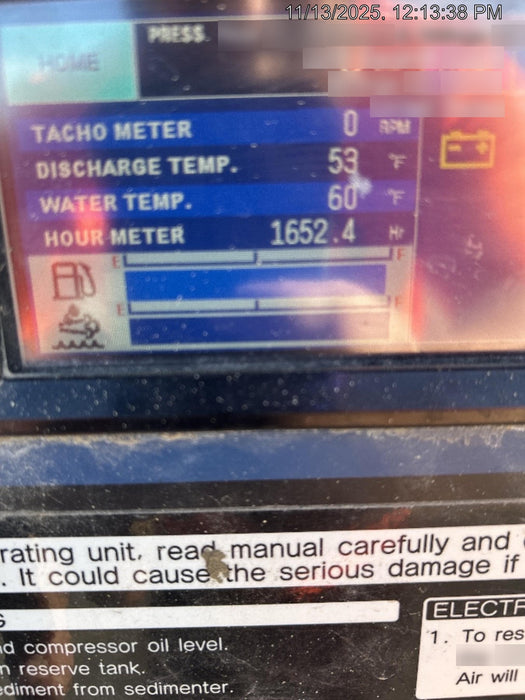 11/13/2025, 12:13:38 PM
PRESS.
HOME
TACHO METER 0 RPM
DISCHARGE TEMP. 53 °F
WATER TEMP. 60 °F
HOUR METER 1652.4 Hr
E F
E F
rating unit, read manual carefully and
. It could cause the serious damage if
G
nd compressor oil level.
n reserve tank.
ediment from sedimenter.
ELECTR
1. To res
Air will